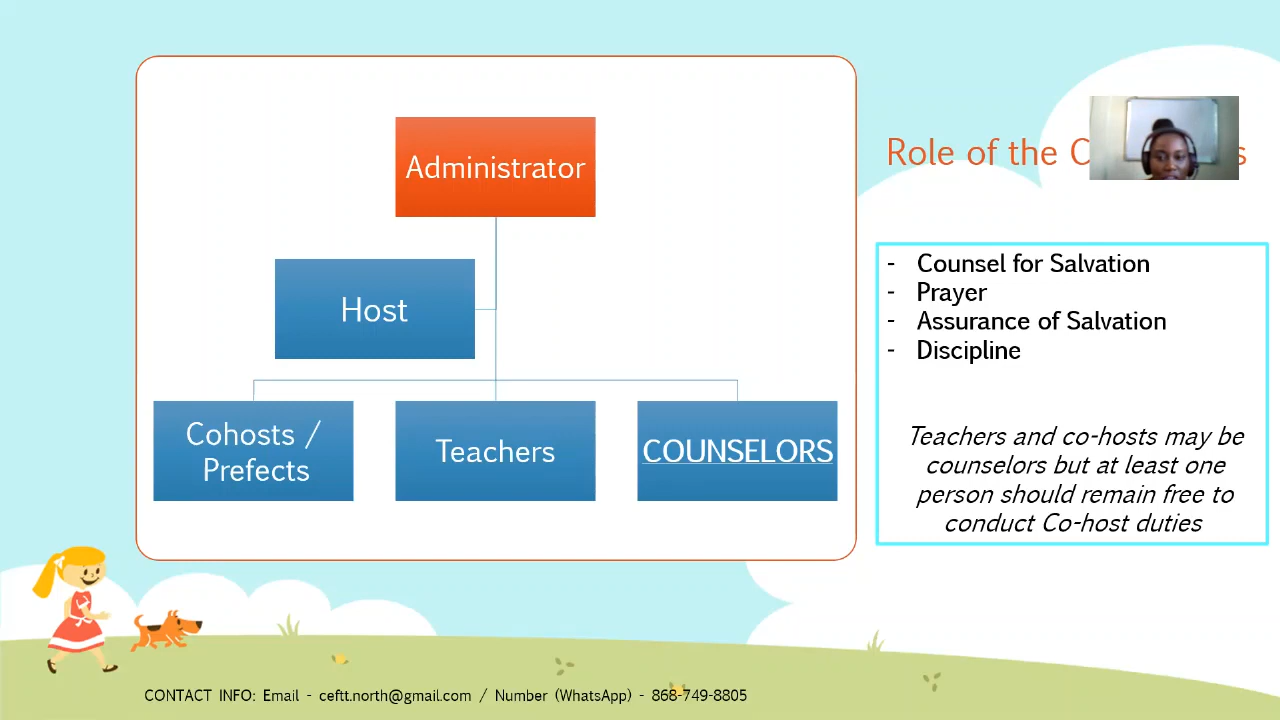 Administrator
Host
Cohosts /
Prefects
Teachers
COUNSELORS
Role of the
- Counsel for Salvation
- Prayer
- Assurance of Salvation
- Discipline
Teachers and co-hosts may be
counselors but at least one
person should remain free to
conduct Co-host duties
CONTACT INFO: Email - ceftt.north@gmail.com / Number (WhatsApp) - 868-749-8805